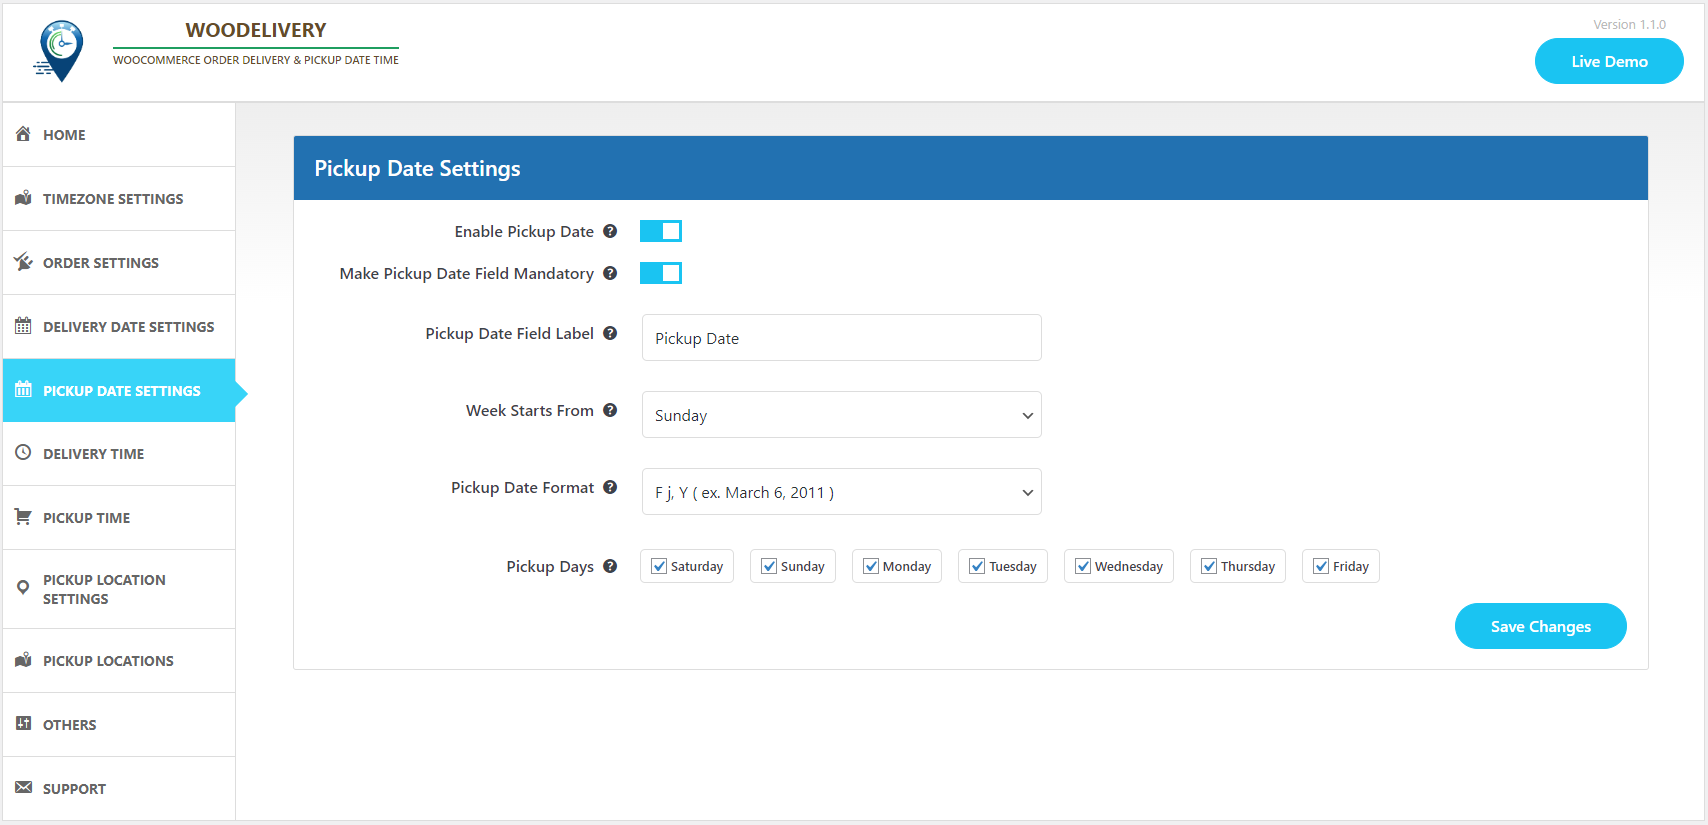 WOODELIVERY
WOOCOMMERCE ORDER DELIVERY & PICKUP DATE TIME
Version 1.1.0
Live Demo
HOME
TIMEZONE SETTINGS
ORDER SETTINGS
DELIVERY DATE SETTINGS
PICKUP DATE SETTINGS
DELIVERY TIME
PICKUP TIME
PICKUP LOCATION
SETTINGS
PICKUP LOCATIONS
OTHERS
SUPPORT
Pickup Date Settings
Enable Pickup Date ?
Make Pickup Date Field Mandatory ?
Pickup Date Field Label ? Pickup Date
Week Starts From ? Sunday
Pickup Date Format ? F j, Y ( ex. March 6, 2011 )
Pickup Days ? Saturday Sunday Monday Tuesday Wednesday Thursday Friday
Save Changes